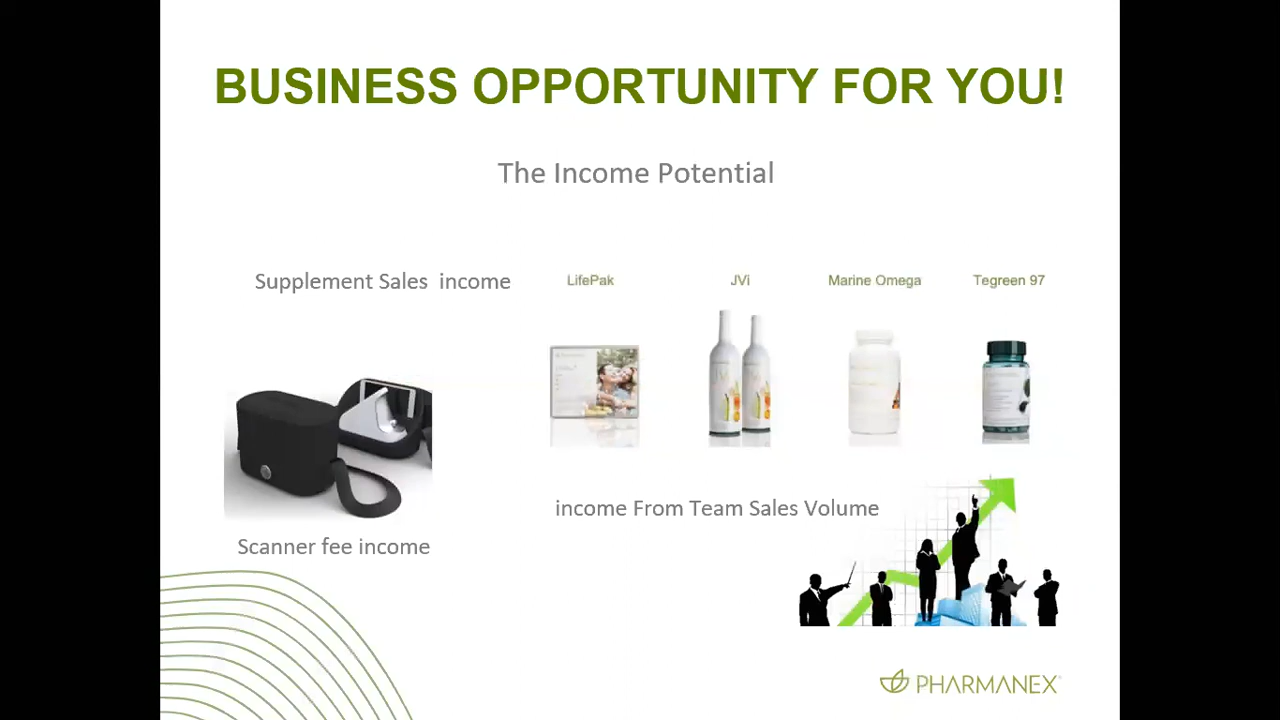 BUSINESS OPPORTUNITY FOR YOU!
The Income Potential
Supplement Sales income
LifePak
JVi
Marine Omega
Tegreen 97
income From Team Sales Volume
Scanner fee income
PHARMANEX